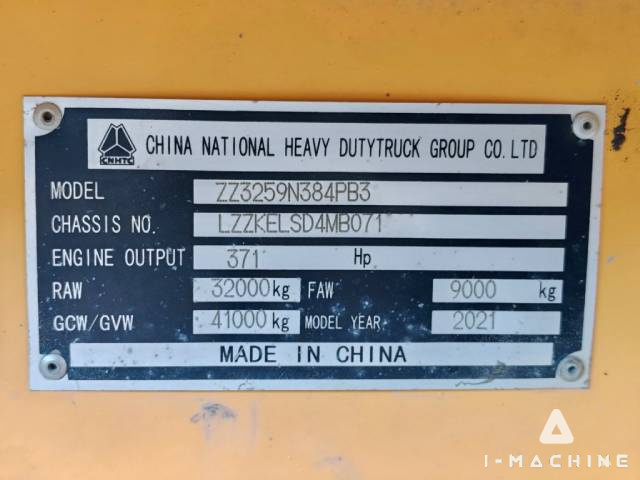 CNHTC
CHINA NATIONAL HEAVY DUTYTRUCK GROUP CO.LTD
MODEL ZZ3259N384PB3
CHASSIS NO. LZZKELSD4MB071
ENGINE OUTPUT 371 Hp
RAW 32000 kg FAW 9000 kg
GCW/GVW 41000 kg MODEL YEAR 2021
MADE IN CHINA
I-MACHINE